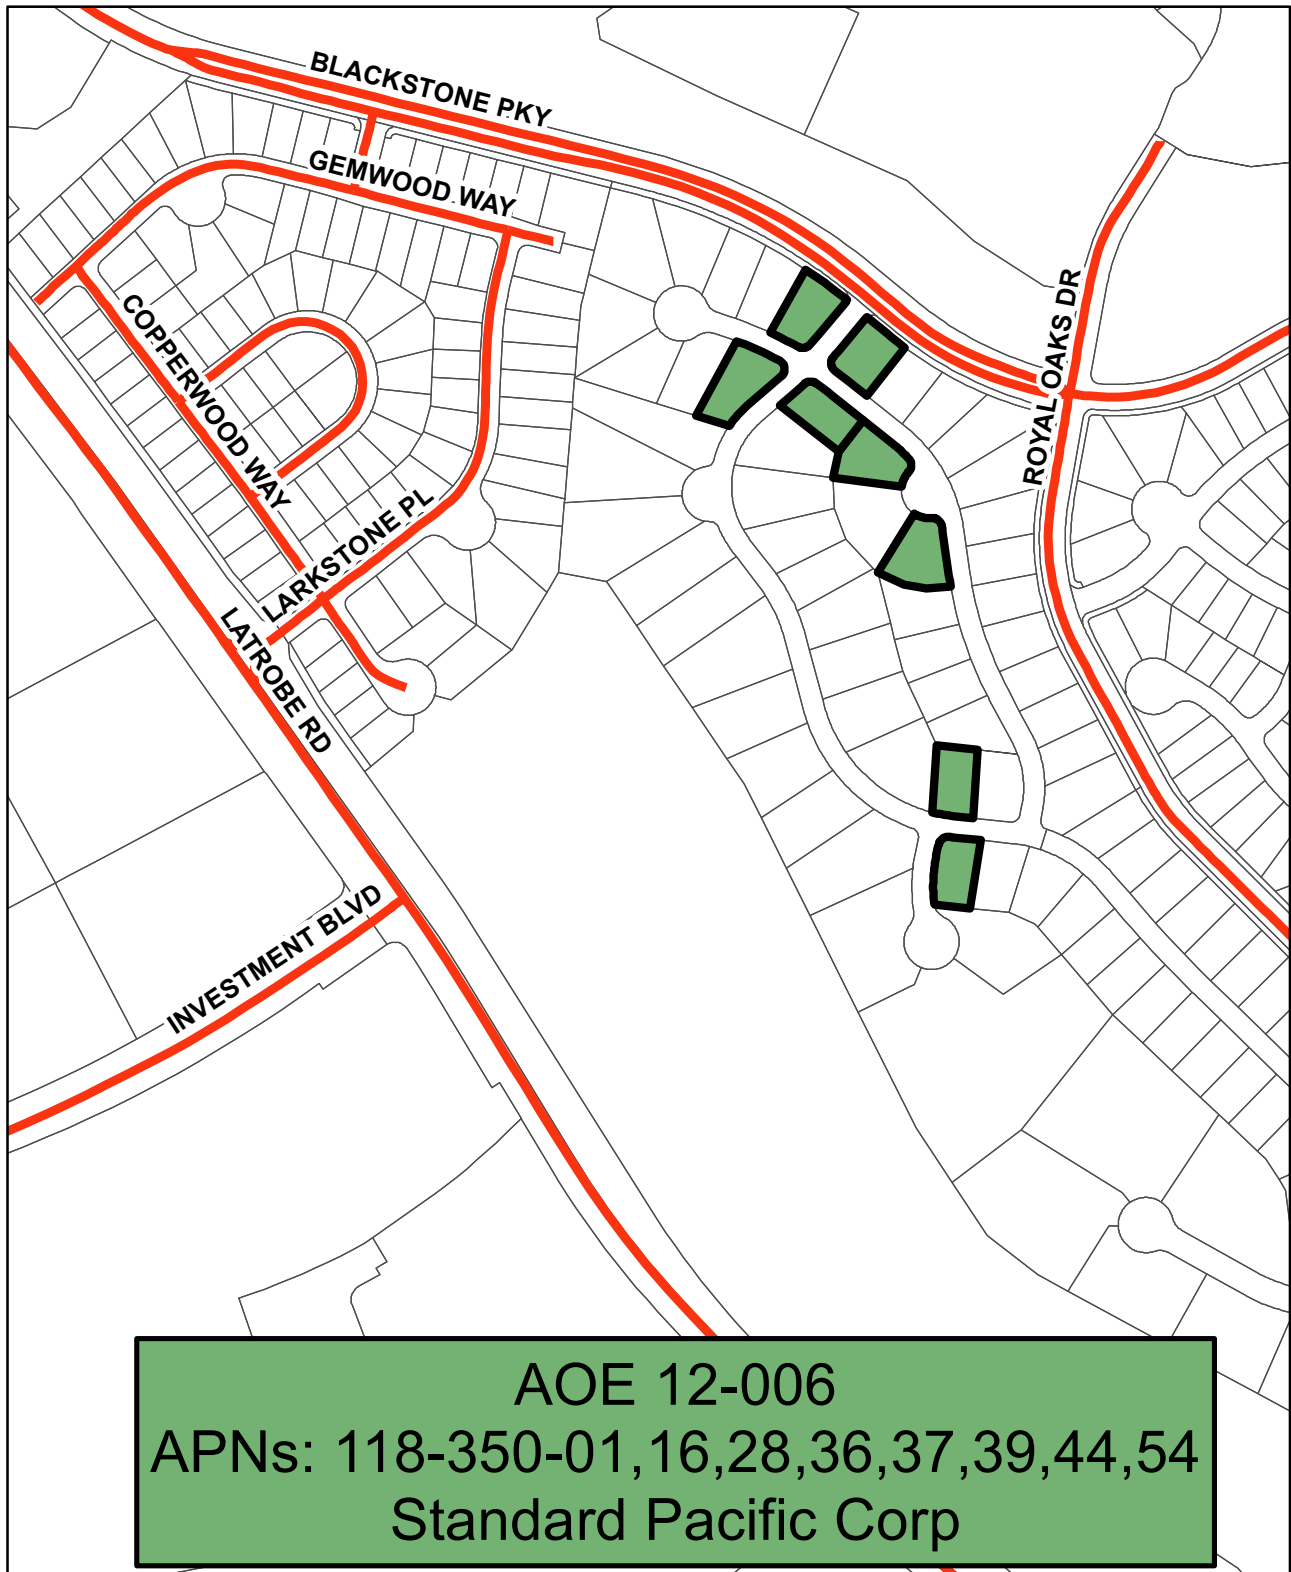 BLACKSTONE PKY
GEMWOOD WAY
COPPERWOOD WAY
ROYAL OAKS DR
LARKSTONE PL
LATROBE RD
INVESTMENT BLVD
AOE 12-006
APNs: 118-350-01,16,28,36,37,39,44,54
Standard Pacific Corp